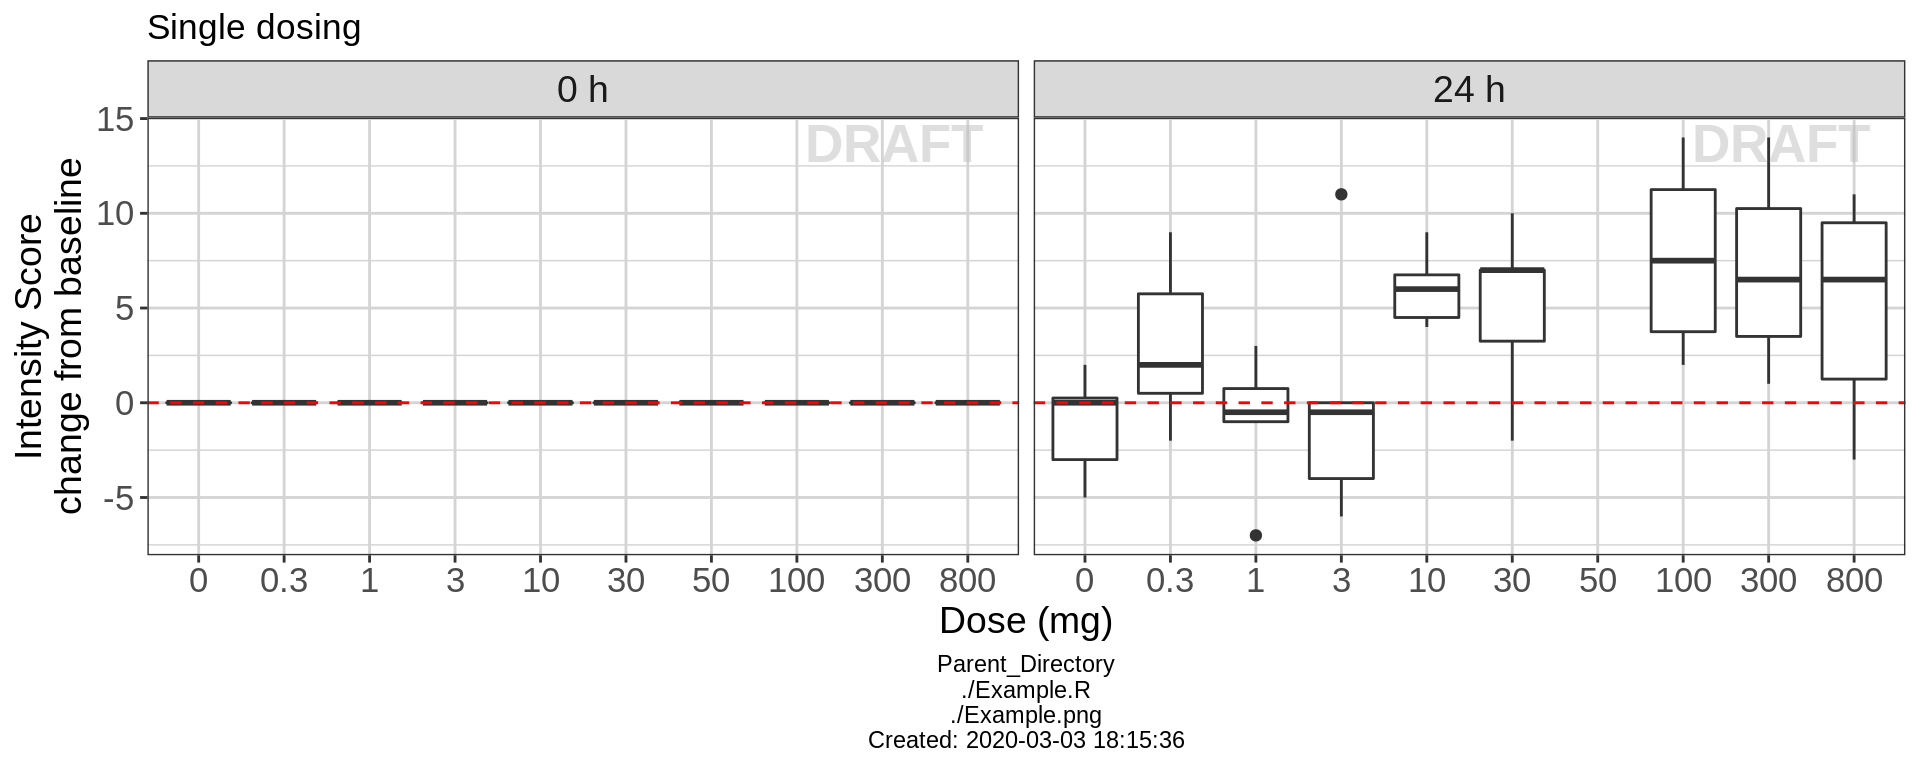 Single dosing
0 h
24 h
DRAFT
DRAFT
Intensity Score
change from baseline
15
10
5
0
-5
0 0.3 1 3 10 30 50 100 300 800
0 0.3 1 3 10 30 50 100 300 800
Dose (mg)
Parent_Directory
./Example.R
./Example.png
Created: 2020-03-03 18:15:36